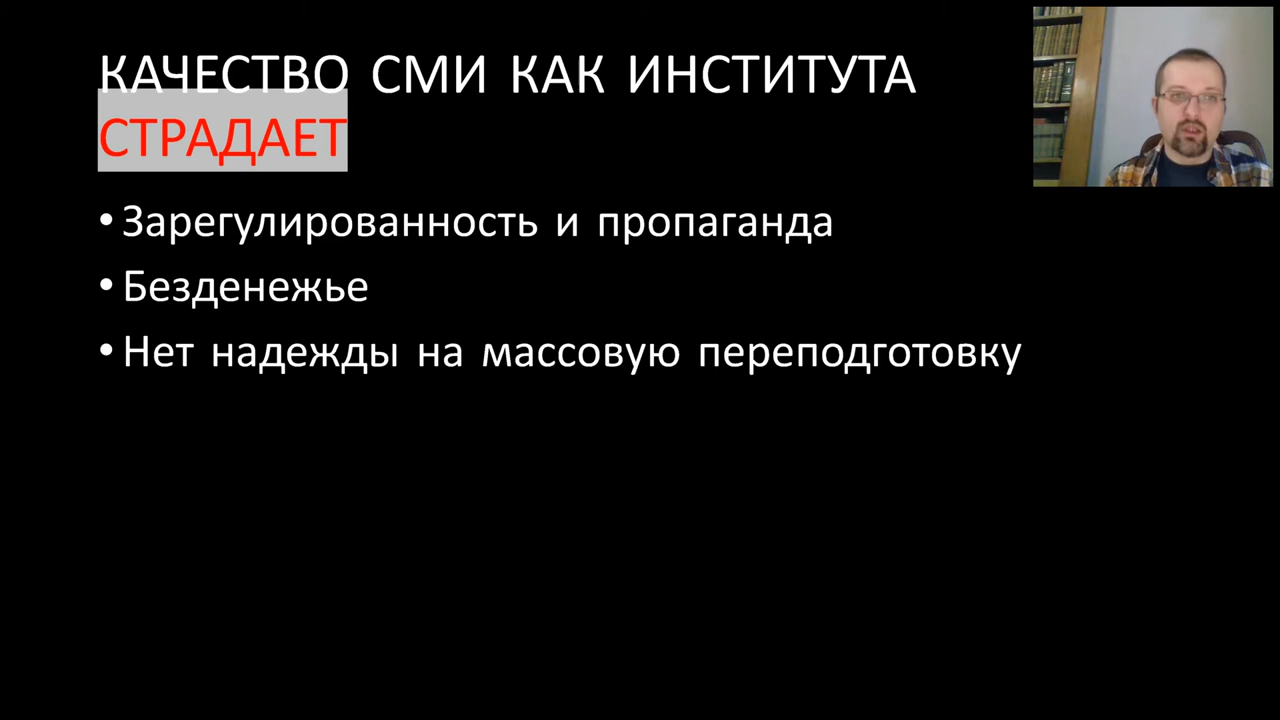 КАЧЕСТВО СМИ КАК ИНСТИТУТА
СТРАДАЕТ
• Зарегулированность и пропаганда
• Безденежье
• Нет надежды на массовую переподготовку